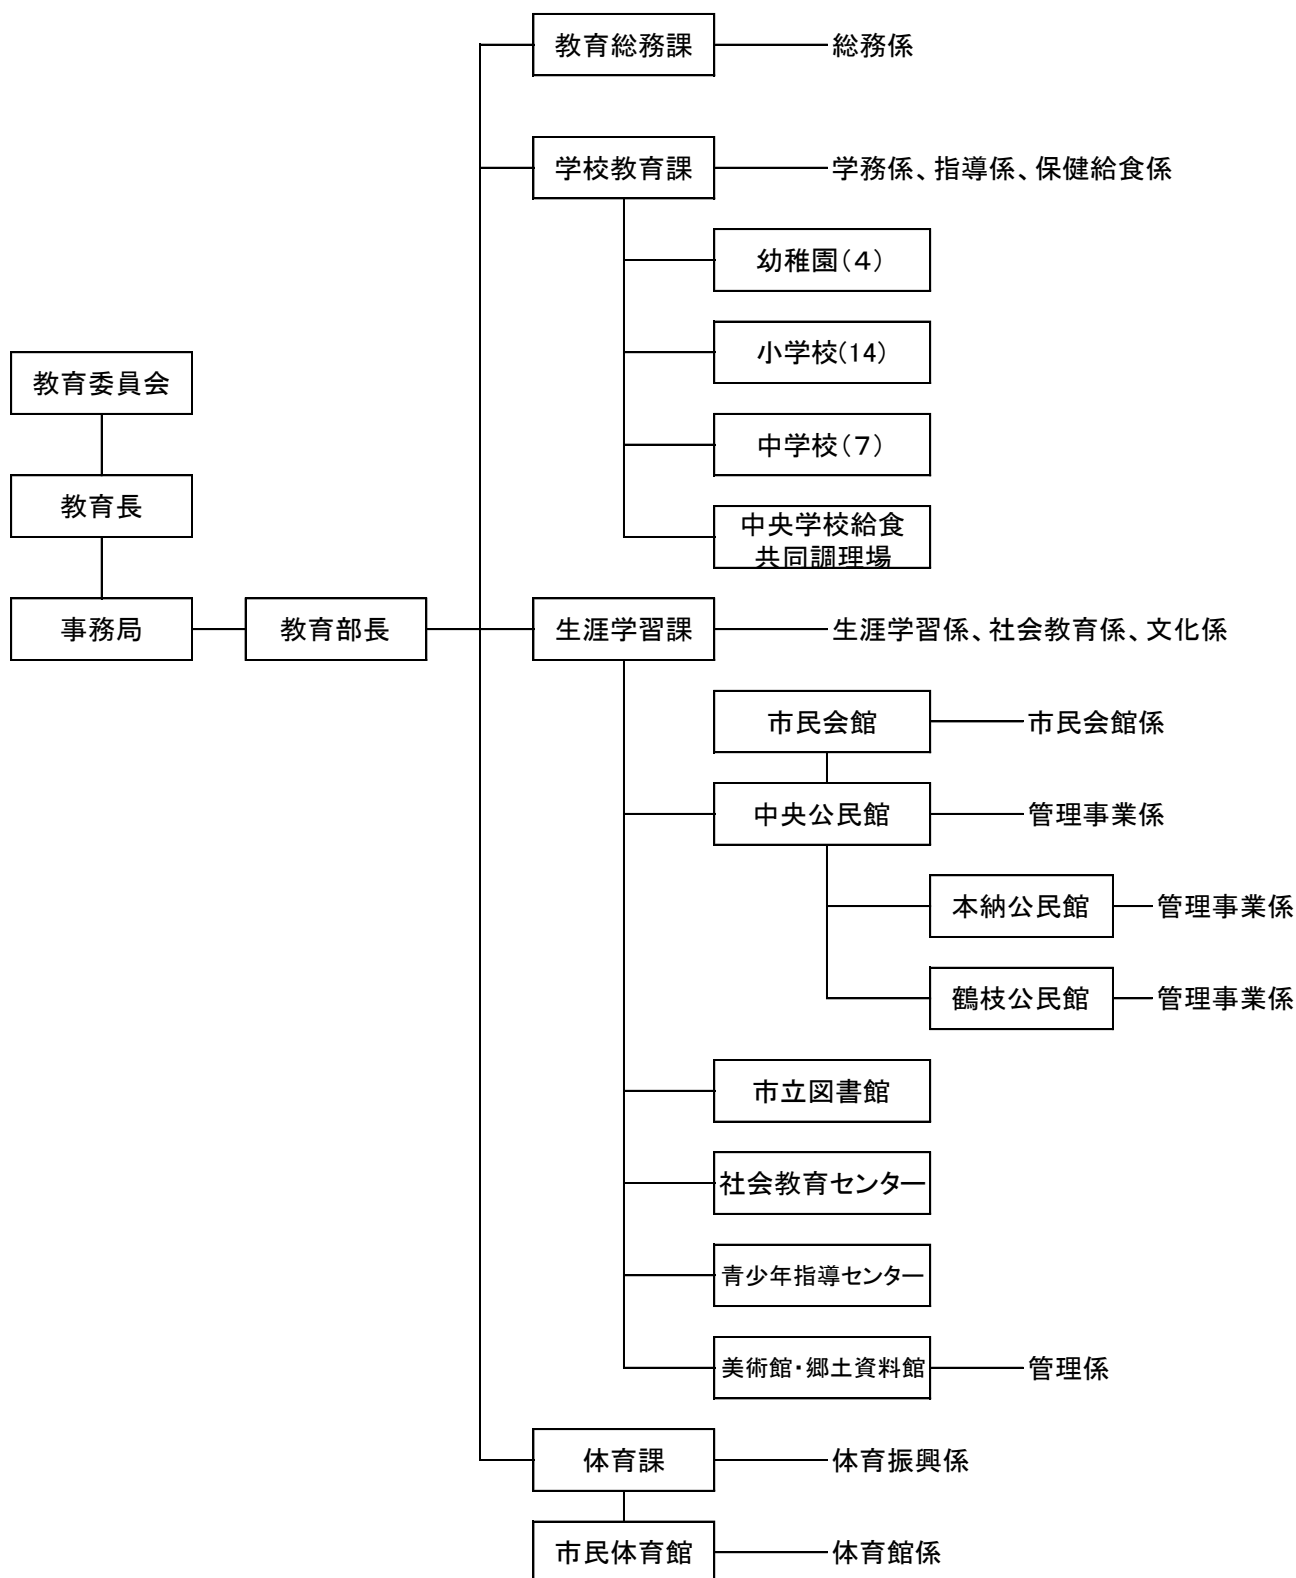 教育総務課
総務係
学校教育課
学務係、指導係、保健給食係
幼稚園(4)
小学校(14)
中学校(7)
中央学校給食
共同調理場
教育委員会
教育長
事務局
教育部長
生涯学習課
生涯学習係、社会教育係、文化係
市民会館
市民会館係
中央公民館
管理事業係
本納公民館
管理事業係
鶴枝公民館
管理事業係
市立図書館
社会教育センター
青少年指導センター
美術館・郷土資料館
管理係
体育課
体育振興係
市民体育館
体育館係